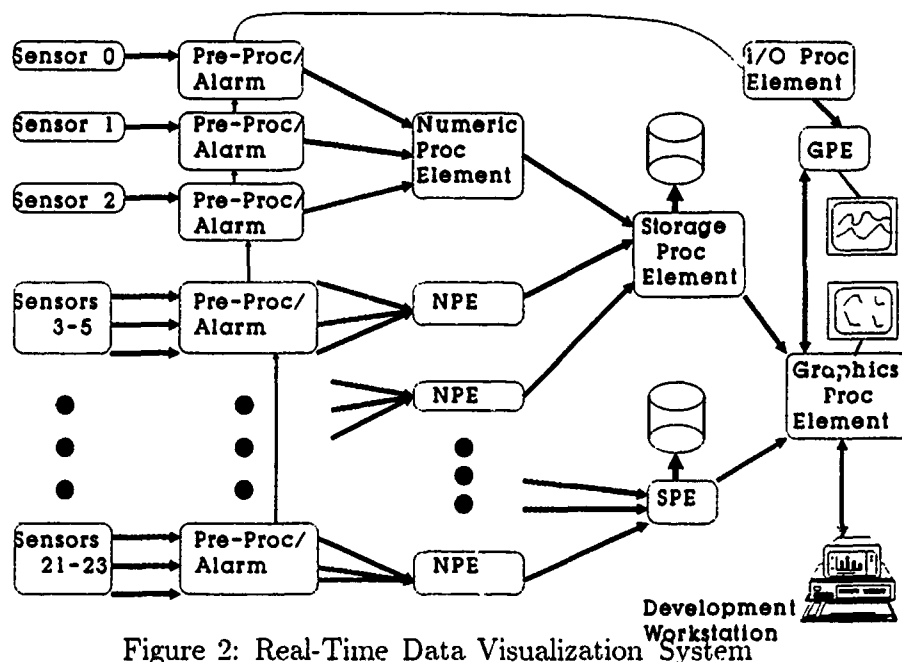 Sensor 0
Pre-Proc/
Alarm
I/O Proc
Element
Sensor 1
Pre-Proc/
Alarm
Numeric
Proc
Element
GPE
Sensor 2
Pre-Proc/
Alarm
Storage
Proc
Element
Sensors
3-5
Pre-Proc/
Alarm
NPE
Graphics
Proc
Element
NPE
SPE
Sensors
21-23
Pre-Proc/
Alarm
NPE
Development
Workstation
Figure 2: Real-Time Data Visualization System